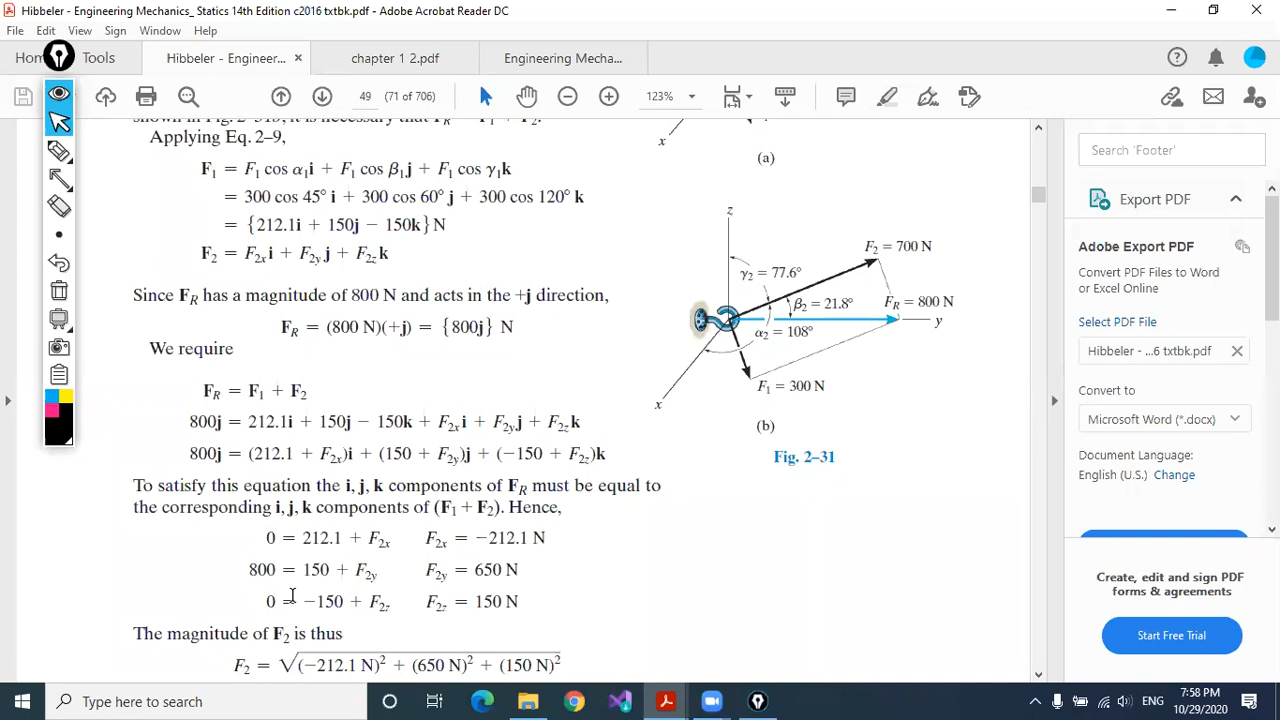 Hibbeler - Engineering Mechanics_ Statics 14th EdITION c2016 txtbk.pdf - Adobe Acrobat Reader DC
File Edit View Sign Window Help
Hom Tools Hibbeler - Engineer... × chapter 1 2.pdf Engineering Mecha...
49 (71 of 706) 123%
Applying Eq. 2–9,
F₁ = F₁ cos α₁i + F₁ cos β₁j + F₁ cos γ₁k
= 300 cos 45° i + 300 cos 60° j + 300 cos 120° k
= {212.1i + 150j − 150k} N
F₂ = F₂ₓi + F₂yj + F₂zk
Since F_R has a magnitude of 800 N and acts in the +j direction,
F_R = (800 N)(+j) = {800j} N
We require
F_R = F₁ + F₂
800j = 212.1i + 150j − 150k + F₂ₓi + F₂yj + F₂zk
800j = (212.1 + F₂ₓ)i + (150 + F₂y)j + (−150 + F₂z)k
To satisfy this equation the i, j, k components of F_R must be equal to
the corresponding i, j, k components of (F₁ + F₂). Hence,
0 = 212.1 + F₂ₓ F₂ₓ = −212.1 N
800 = 150 + F₂y F₂y = 650 N
0 = −150 + F₂z F₂z = 150 N
The magnitude of F₂ is thus
F₂ = √(−212.1 N)² + (650 N)² + (150 N)²
x
(a)
z
F₂ = 700 N
γ₂ = 77.6°
β₂ = 21.8°
F_R = 800 N
y
α₂ = 108°
F₁ = 300 N
x
(b)
Fig. 2–31
Search 'Footer'
Export PDF
Adobe Export PDF
Convert PDF Files to Word
or Excel Online
Select PDF File
Hibbeler - ...6 txtbk.pdf ×
Convert to
Microsoft Word (*.docx)
Document Language:
English (U.S.) Change
Create, edit and sign PDF
forms & agreements
Start Free Trial
Type here to search
ENG
7:58 PM
10/29/2020